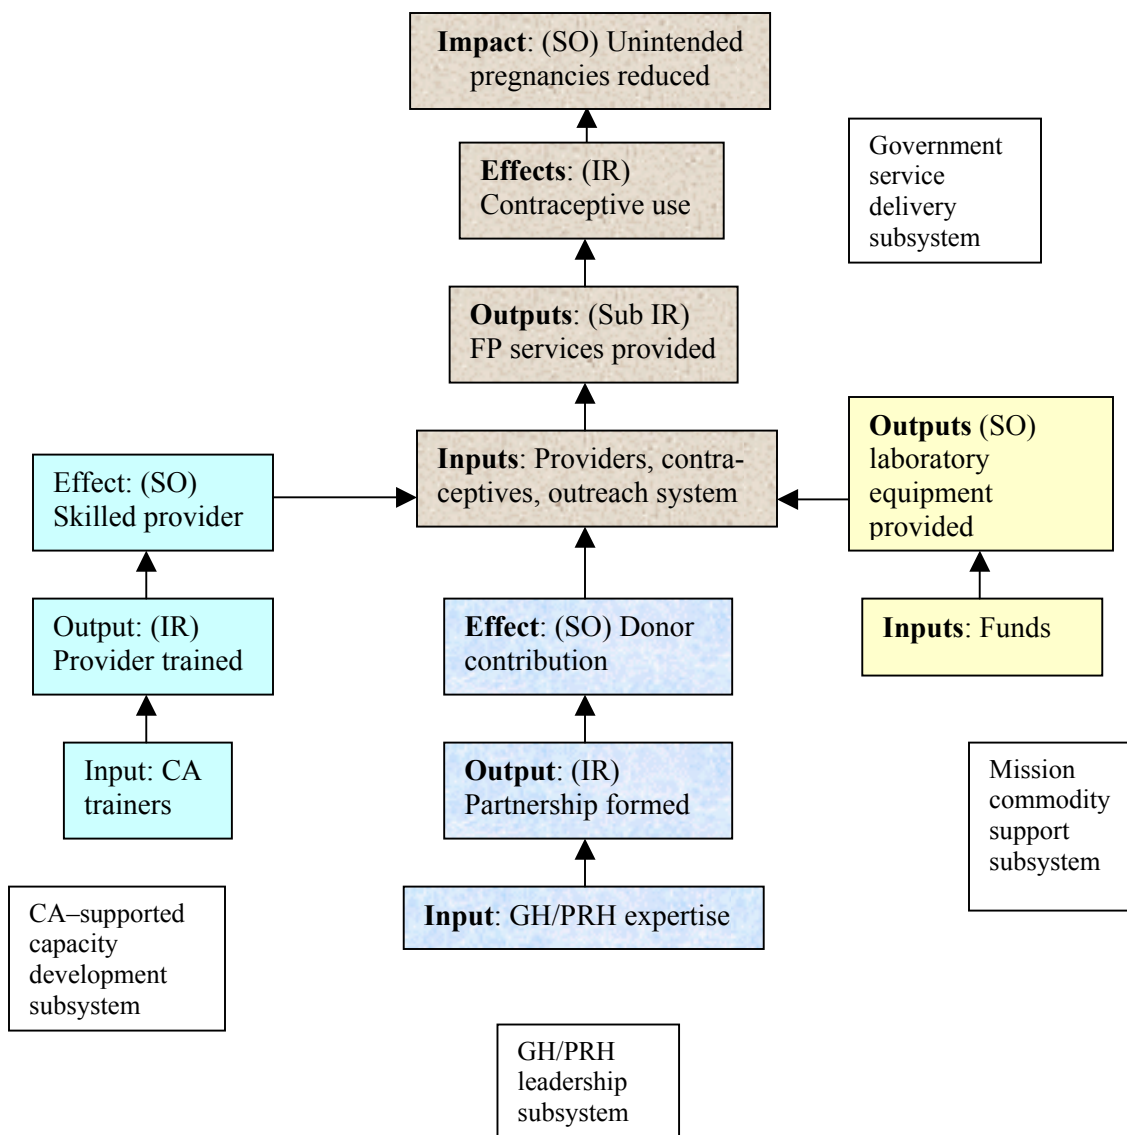 Impact: (SO) Unintended
pregnancies reduced
Government
service
delivery
subsystem
Effects: (IR)
Contraceptive use
Outputs: (Sub IR)
FP services provided
Inputs: Providers, contra-
ceptives, outreach system
Outputs (SO)
laboratory
equipment
provided
Effect: (SO)
Skilled provider
Output: (IR)
Provider trained
Effect: (SO) Donor
contribution
Inputs: Funds
Input: CA
trainers
Output: (IR)
Partnership formed
Mission
commodity
support
subsystem
CA–supported
capacity
development
subsystem
Input: GH/PRH expertise
GH/PRH
leadership
subsystem